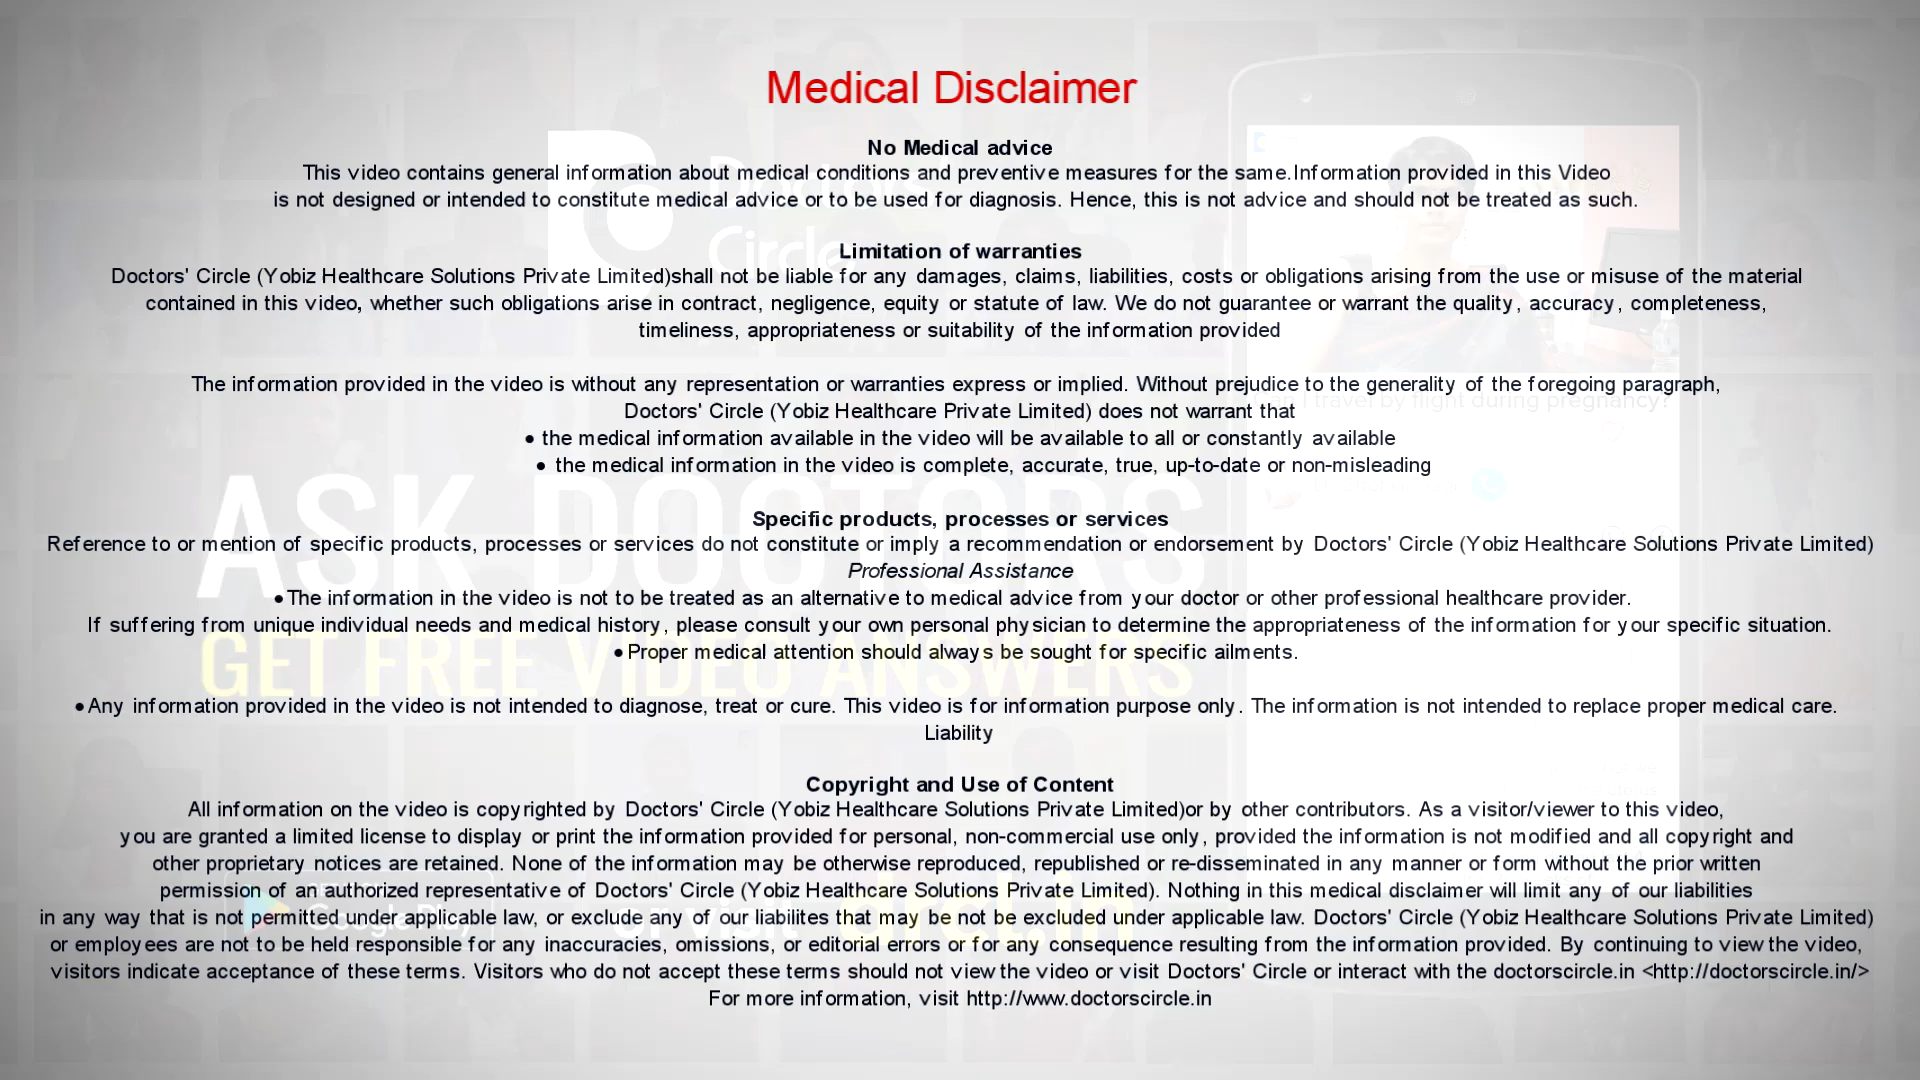 Medical Disclaimer
No Medical advice
This video contains general information about medical conditions and preventive measures for the same.Information provided in this Video
is not designed or intended to constitute medical advice or to be used for diagnosis. Hence, this is not advice and should not be treated as such.
Doctors'
Circle
Limitation of warranties
Doctors' Circle (Yobiz Healthcare Solutions Private Limited)shall not be liable for any damages, claims, liabilities, costs or obligations arising from the use or misuse of the material
contained in this video, whether such obligations arise in contract, negligence, equity or statute of law. We do not guarantee or warrant the quality, accuracy, completeness,
timeliness, appropriateness or suitability of the information provided
The information provided in the video is without any representation or warranties express or implied. Without prejudice to the generality of the foregoing paragraph,
Can I travel by flight during pregnancy?
Doctors' Circle (Yobiz Healthcare Private Limited) does not warrant that
• the medical information available in the video will be available to all or constantly available
• the medical information in the video is complete, accurate, true, up-to-date or non-misleading
ASK DOCTORS
Specific products, processes or services
Reference to or mention of specific products, processes or services do not constitute or imply a recommendation or endorsement by Doctors' Circle (Yobiz Healthcare Solutions Private Limited)
Professional Assistance
•The information in the video is not to be treated as an alternative to medical advice from your doctor or other professional healthcare provider.
If suffering from unique individual needs and medical history, please consult your own personal physician to determine the appropriateness of the information for your specific situation.
•Proper medical attention should always be sought for specific ailments.
GET FREE VIDEO ANSWERS
•Any information provided in the video is not intended to diagnose, treat or cure. This video is for information purpose only. The information is not intended to replace proper medical care.
Liability
Copyright and Use of Content
All information on the video is copyrighted by Doctors' Circle (Yobiz Healthcare Solutions Private Limited)or by other contributors. As a visitor/viewer to this video,
you are granted a limited license to display or print the information provided for personal, non-commercial use only, provided the information is not modified and all copyright and
other proprietary notices are retained. None of the information may be otherwise reproduced, republished or re-disseminated in any manner or form without the prior written
permission of an authorized representative of Doctors' Circle (Yobiz Healthcare Solutions Private Limited). Nothing in this medical disclaimer will limit any of our liabilities
in any way that is not permitted under applicable law, or exclude any of our liabilites that may be not be excluded under applicable law. Doctors' Circle (Yobiz Healthcare Solutions Private Limited)
Google Play
or visit drcl.in
or employees are not to be held responsible for any inaccuracies, omissions, or editorial errors or for any consequence resulting from the information provided. By continuing to view the video,
visitors indicate acceptance of these terms. Visitors who do not accept these terms should not view the video or visit Doctors' Circle or interact with the doctorscircle.in <http://doctorscircle.in/>
For more information, visit http://www.doctorscircle.in